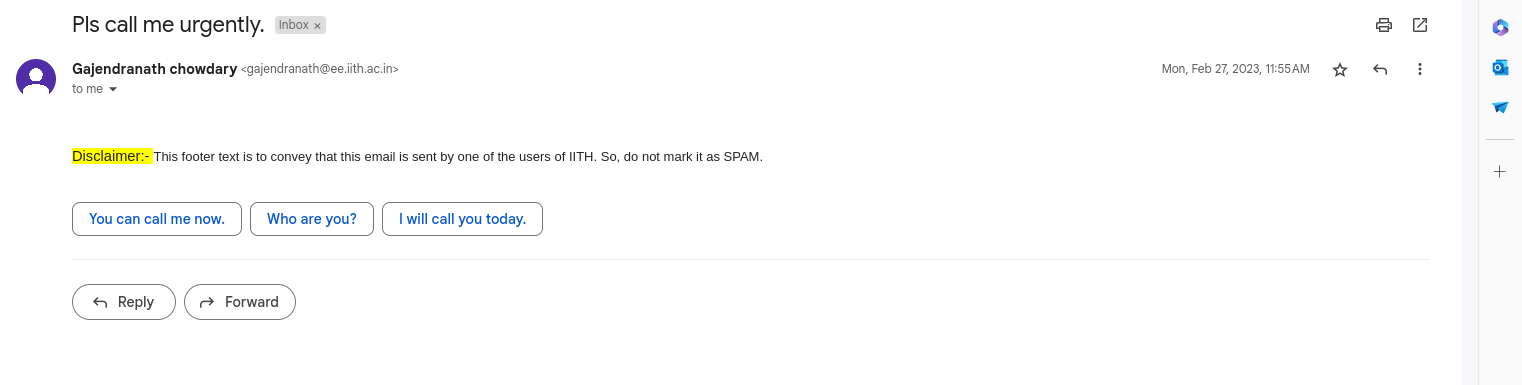 Pls call me urgently. Inbox ×
Gajendranath chowdary <gajendranath@ee.iith.ac.in> Mon, Feb 27, 2023, 11:55 AM
to me
Disclaimer:- This footer text is to convey that this email is sent by one of the users of IITH. So, do not mark it as SPAM.
You can call me now. Who are you? I will call you today.
Reply Forward